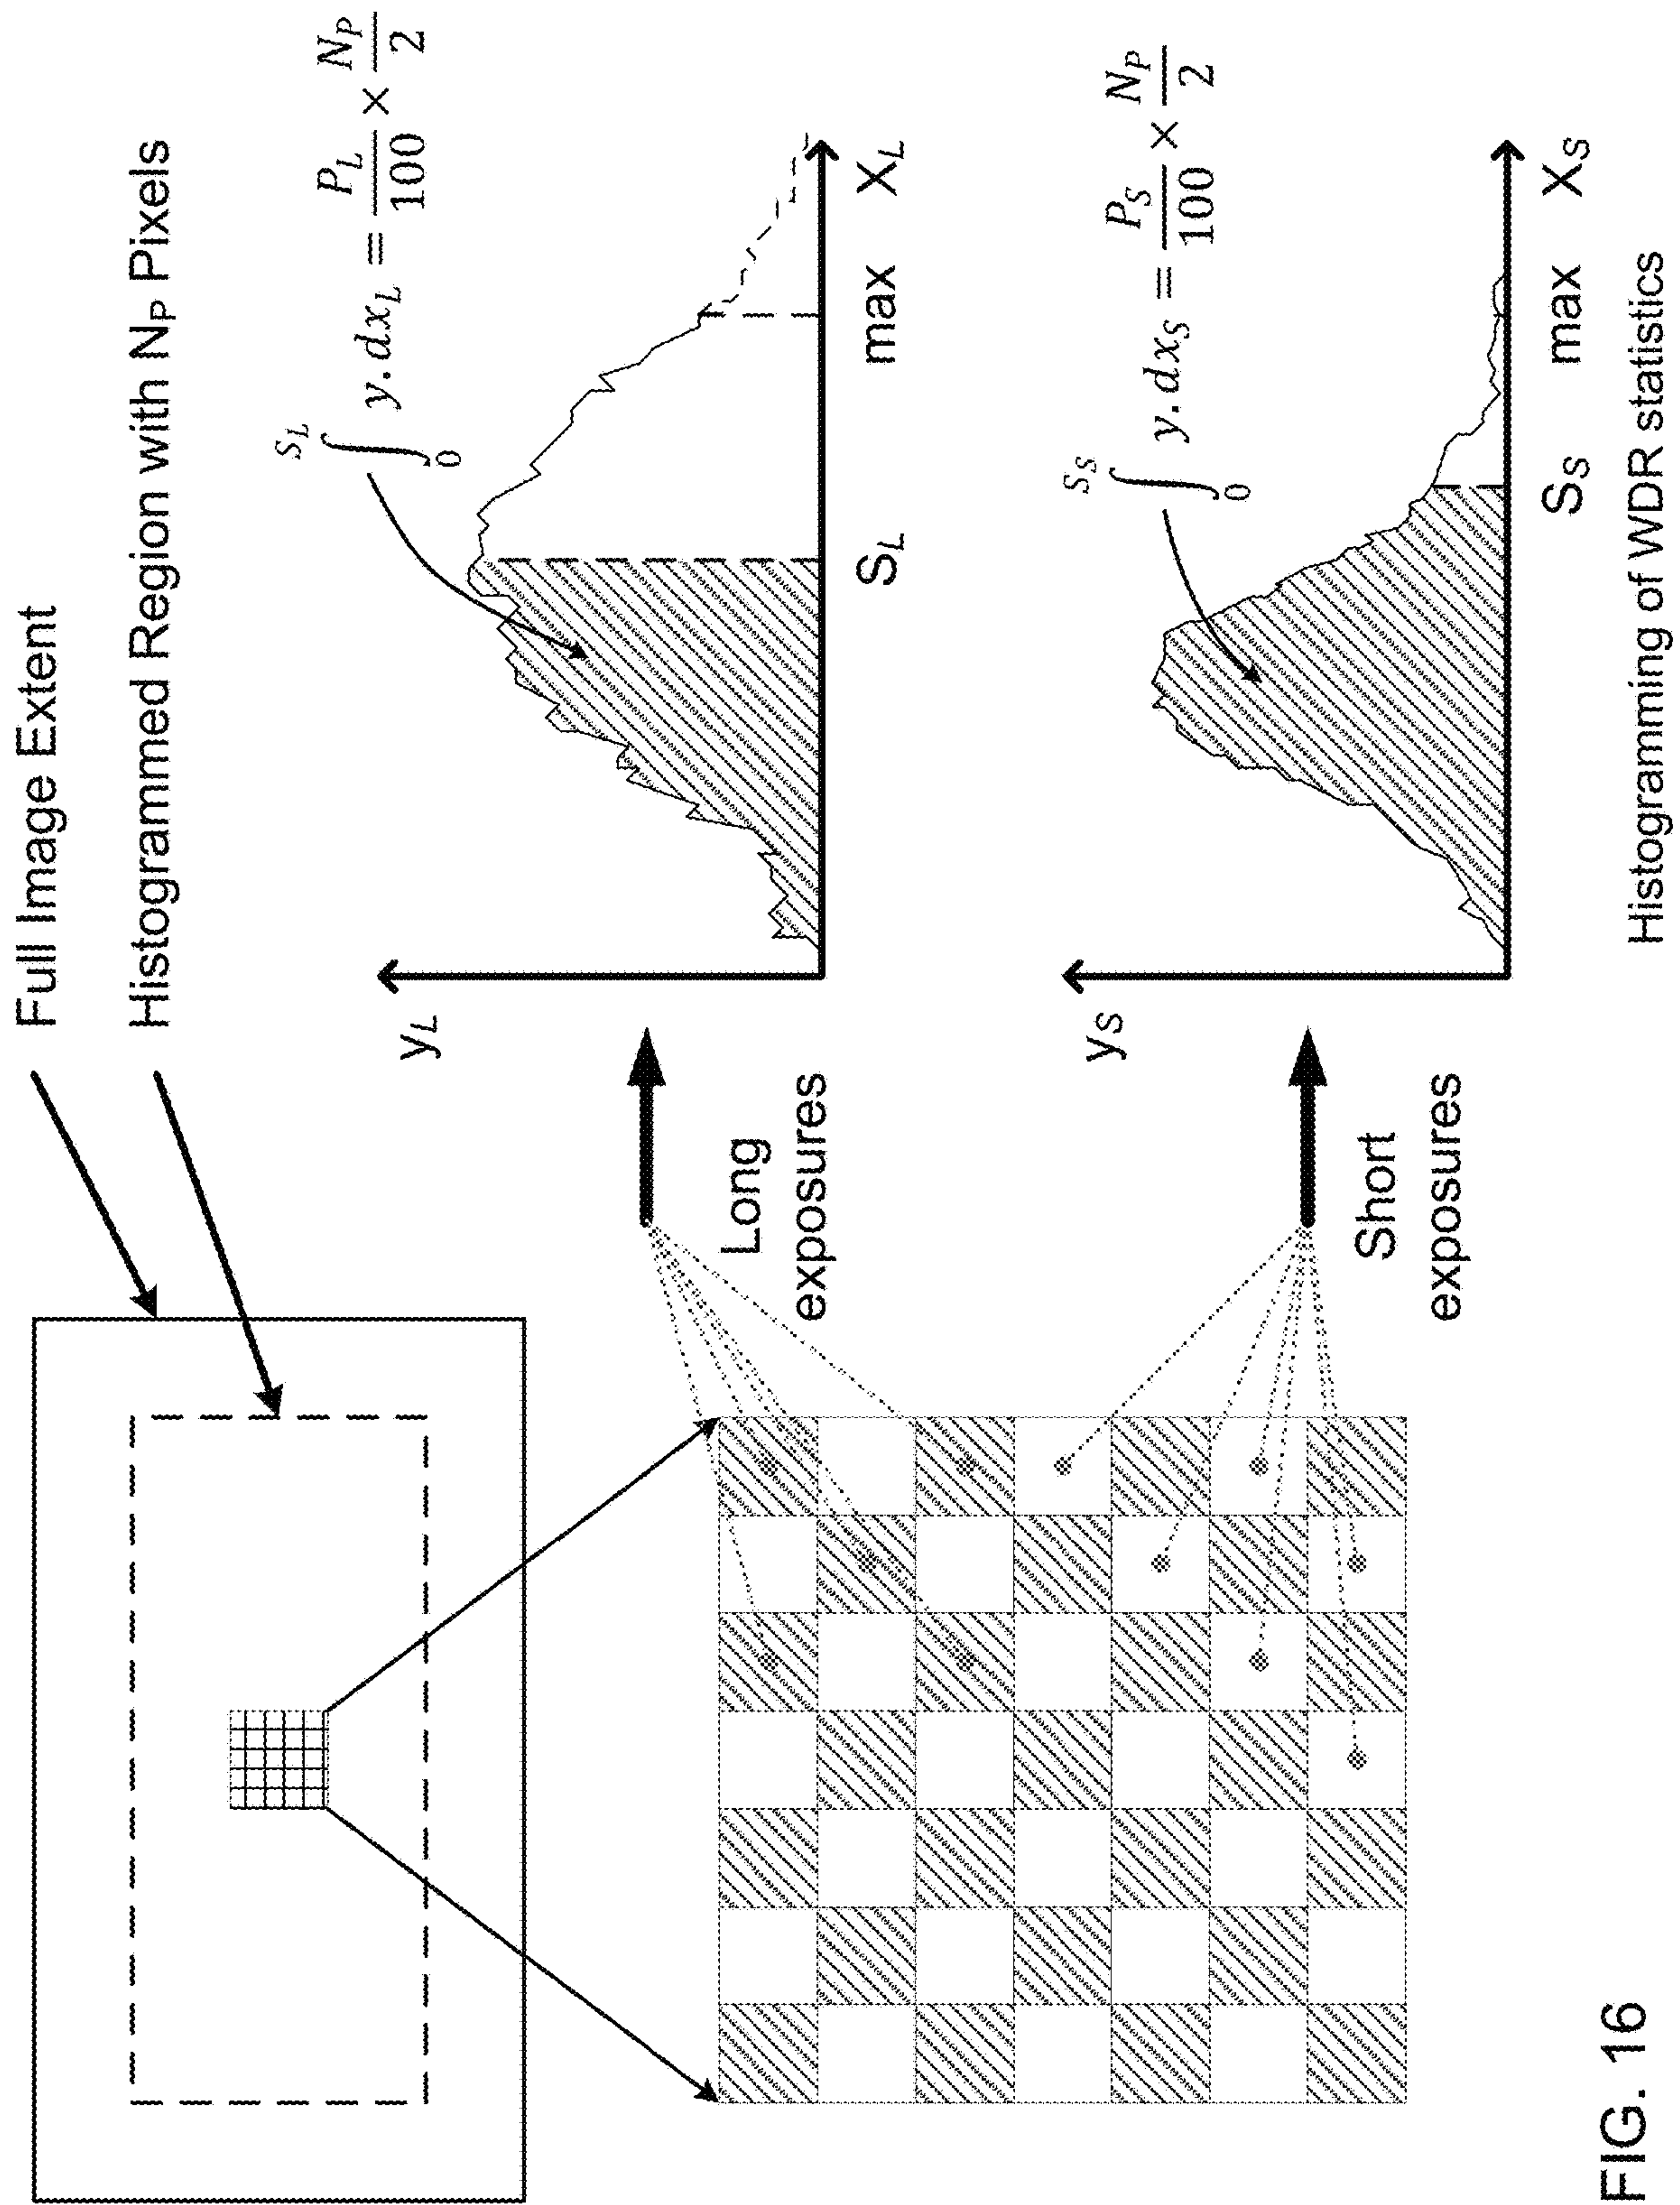 Full Image Extent
Histogrammed Region with N_P Pixels
y_L
∫_0^{S_L} y.dx_L = P_L/100 × N_P/2
S_L max X_L
Long
exposures
y_S
∫_0^{S_S} y.dx_S = P_S/100 × N_P/2
S_S max X_S
Short
exposures
Histogramming of WDR statistics
FIG. 16